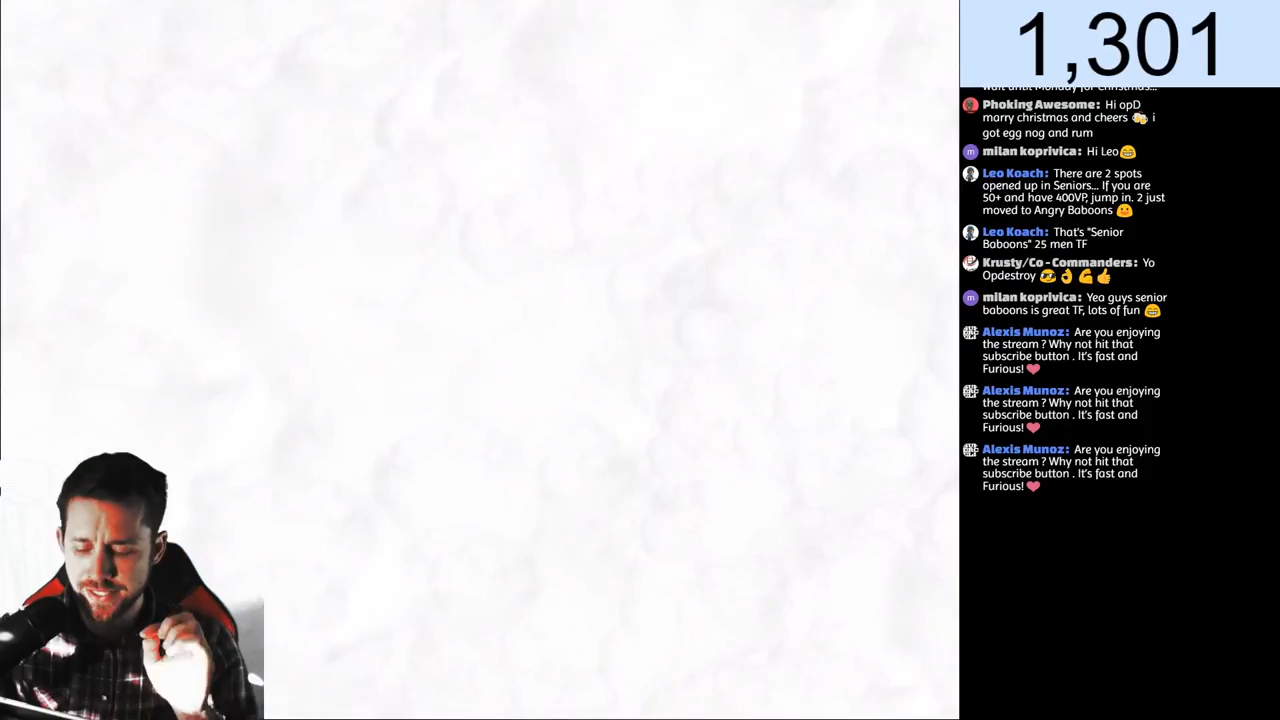 1,301
wait until Monday for Christmas...
Phoking Awesome: Hi opD
marry christmas and cheers 🍻 i
got egg nog and rum
milan koprivica: Hi Leo😁
Leo Koach: There are 2 spots
opened up in Seniors... If you are
50+ and have 400VP, jump in. 2 just
moved to Angry Baboons 😀
Leo Koach: That's "Senior
Baboons" 25 men TF
Krusty/Co - Commanders: Yo
Opdestroy 😎 👌 💪 👍
milan koprivica: Yea guys senior
baboons is great TF, lots of fun 😁
Alexis Munoz: Are you enjoying
the stream ? Why not hit that
subscribe button . It's fast and
Furious! ❤
Alexis Munoz: Are you enjoying
the stream ? Why not hit that
subscribe button . It's fast and
Furious! ❤
Alexis Munoz: Are you enjoying
the stream ? Why not hit that
subscribe button . It's fast and
Furious! ❤